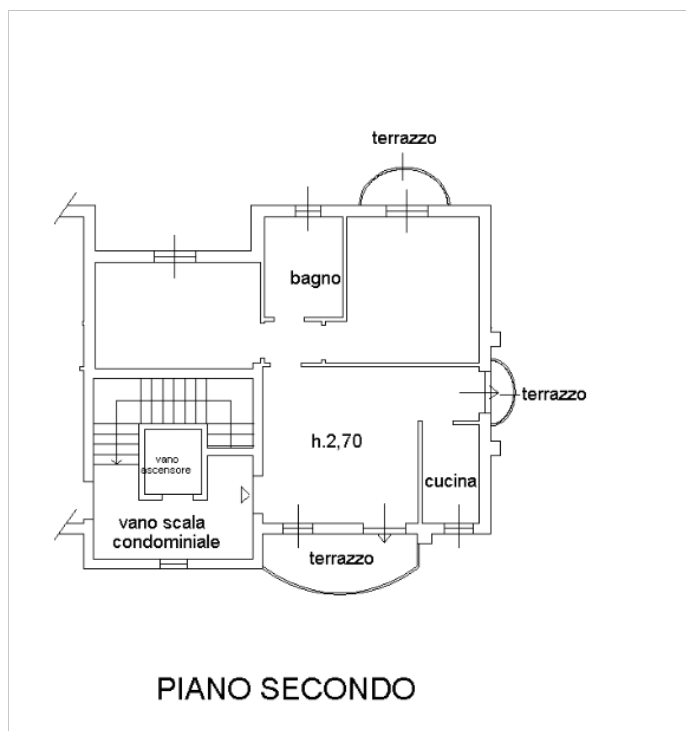 terrazzo
bagno
terrazzo
h.2,70
vano
ascensore
cucina
vano scala
condominiale
terrazzo
PIANO SECONDO